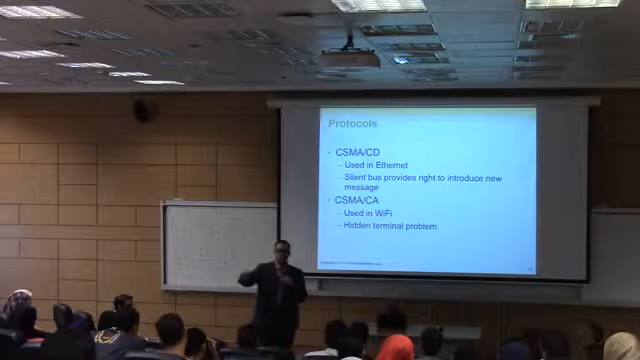 Protocols
- CSMA/CD
– Used in Ethernet
– Silent bus provides right to introduce new
message
- CSMA/CA
– Used in WiFi
– Hidden terminal problem